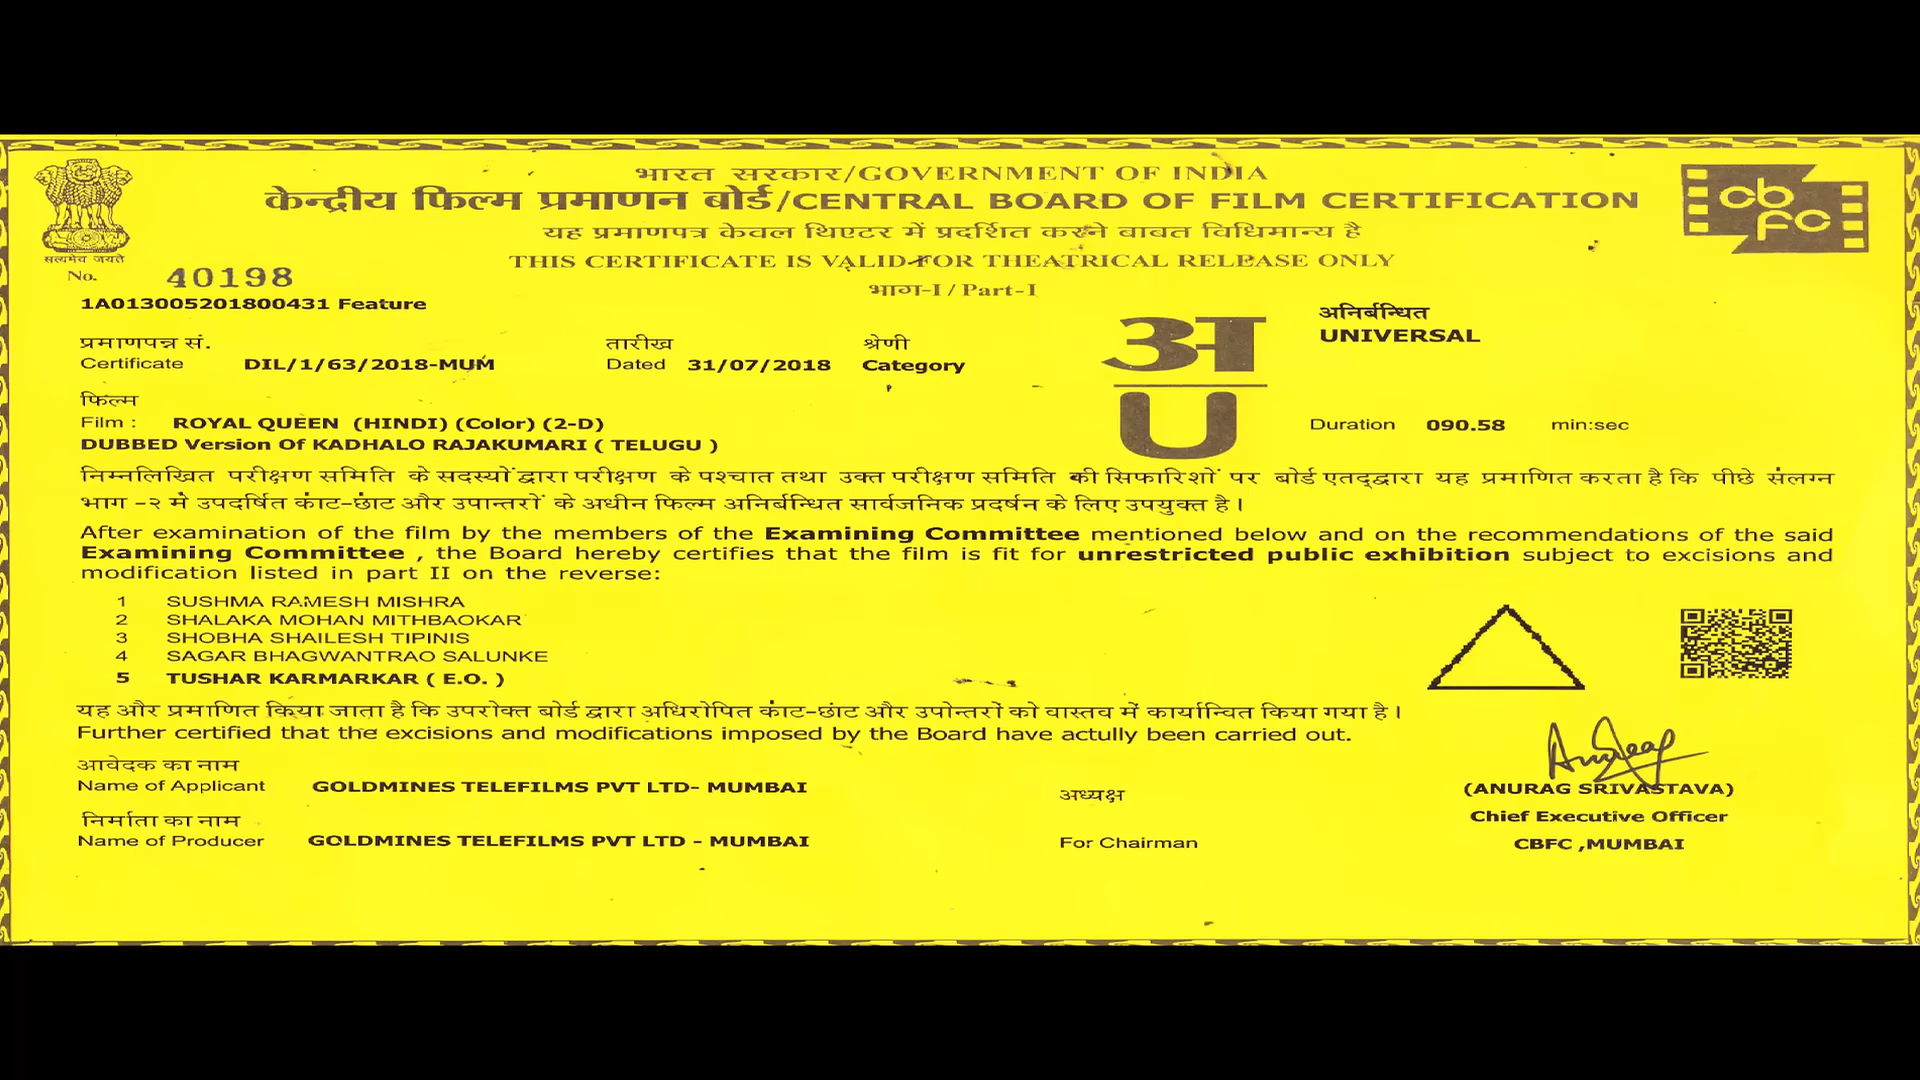 भारत सरकार/GOVERNMENT OF INDIA
केन्द्रीय फिल्म प्रमाणन बोर्ड/CENTRAL BOARD OF FILM CERTIFICATION
यह प्रमाणपत्र केवल थिएटर में प्रदर्शित करने बाबत विधिमान्य है
THIS CERTIFICATE IS VALID FOR THEATRICAL RELEASE ONLY
भाग-I / Part-I
सत्यमेव जयते
cb
fc
No. 40198
1A013005201800431 Feature
प्रमाणपत्र सं. तारीख श्रेणी
Certificate DIL/1/63/2018-MUM Dated 31/07/2018 Category
अ
U
अनिर्बन्धित
UNIVERSAL
फिल्म
Film : ROYAL QUEEN (HINDI) (Color) (2-D)
Duration 090.58 min:sec
DUBBED Version Of KADHALO RAJAKUMARI ( TELUGU )
निम्नलिखित परीक्षण समिति के सदस्यों द्वारा परीक्षण के पश्चात तथा उक्त परीक्षण समिति की सिफारिशों पर बोर्ड एतद्द्वारा यह प्रमाणित करता है कि पीछे संलग्न
भाग -२ में उपदर्षित कांट-छांट और उपान्तरों के अधीन फिल्म अनिर्बन्धित सार्वजनिक प्रदर्षन के लिए उपयुक्त है।
After examination of the film by the members of the Examining Committee mentioned below and on the recommendations of the said
Examining Committee , the Board hereby certifies that the film is fit for unrestricted public exhibition subject to excisions and
modification listed in part II on the reverse:
1 SUSHMA RAMESH MISHRA
2 SHALAKA MOHAN MITHBAOKAR
3 SHOBHA SHAILESH TIPINIS
4 SAGAR BHAGWANTRAO SALUNKE
5 TUSHAR KARMARKAR ( E.O. )
यह और प्रमाणित किया जाता है कि उपरोक्त बोर्ड द्वारा अधिरोपित कांट-छांट और उपोन्तरों को वास्तव में कार्यान्वित किया गया है।
Further certified that the excisions and modifications imposed by the Board have actully been carried out.
आवेदक का नाम
Name of Applicant GOLDMINES TELEFILMS PVT LTD- MUMBAI
निर्माता का नाम
Name of Producer GOLDMINES TELEFILMS PVT LTD - MUMBAI
अध्यक्ष
For Chairman
(ANURAG SRIVASTAVA)
Chief Executive Officer
CBFC ,MUMBAI